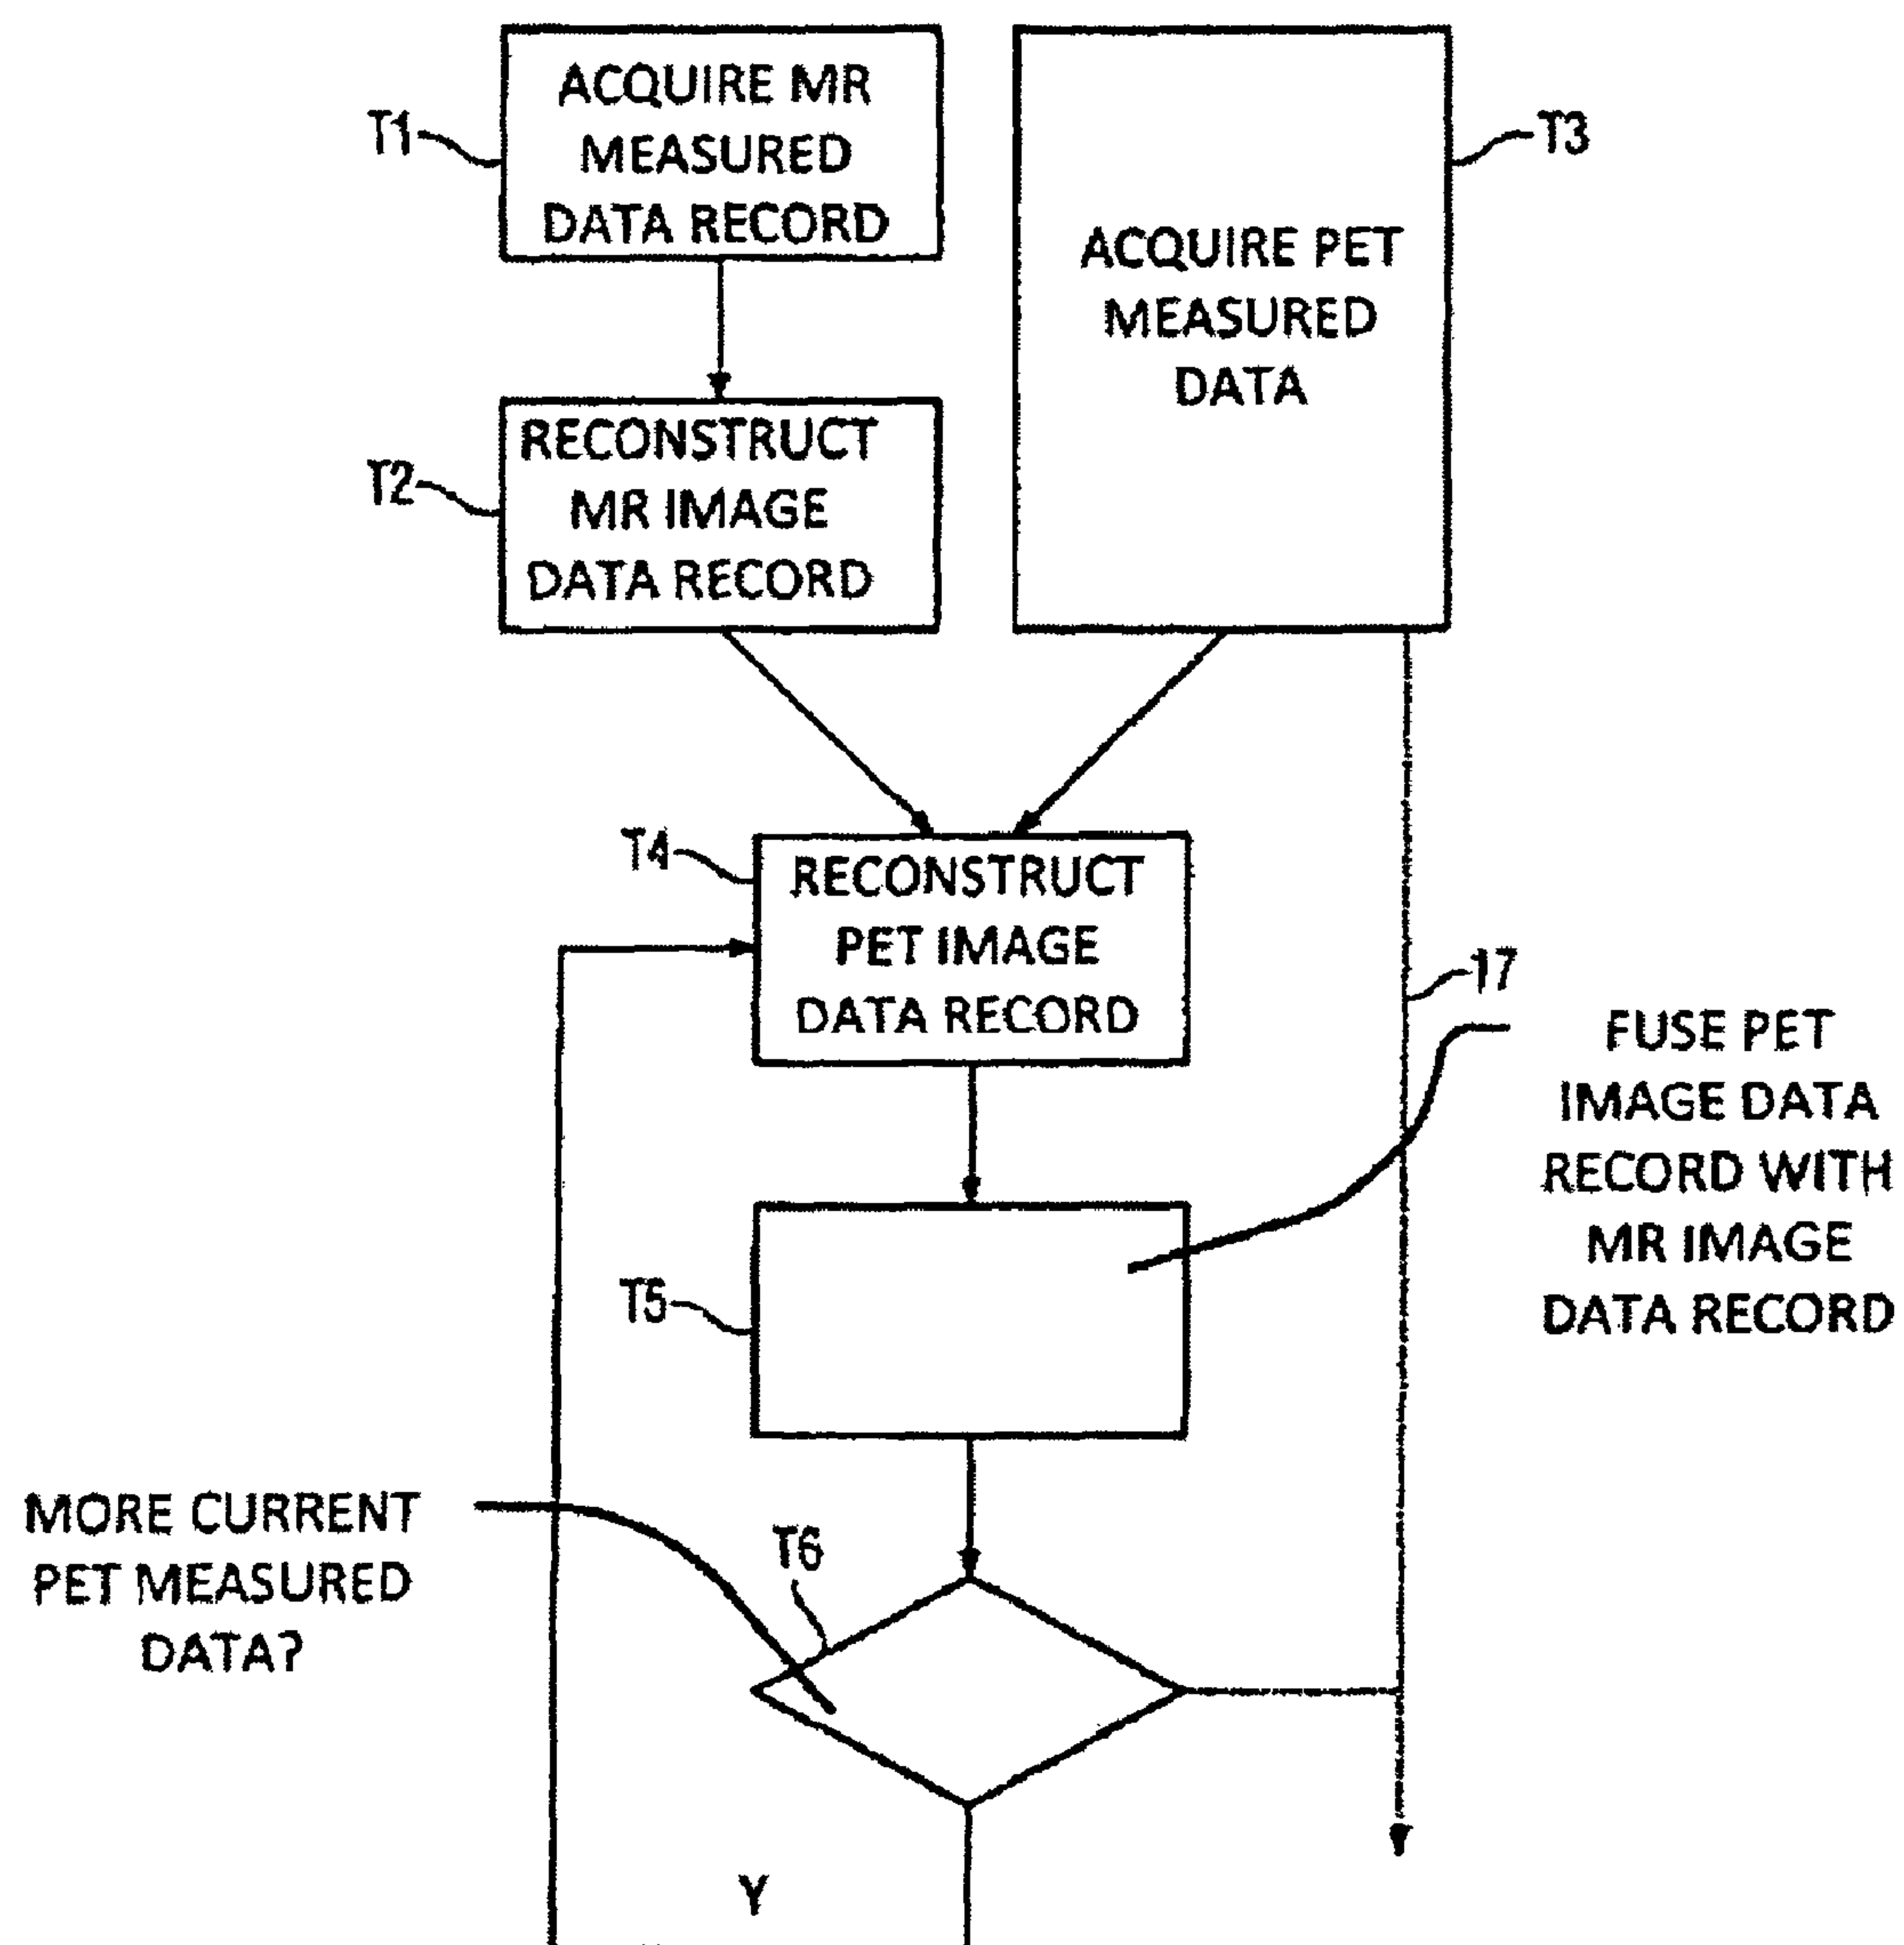 T1
ACQUIRE MR
MEASURED
DATA RECORD
T3
ACQUIRE PET
MEASURED
DATA
T2
RECONSTRUCT
MR IMAGE
DATA RECORD
T4
RECONSTRUCT
PET IMAGE
DATA RECORD
17
FUSE PET
IMAGE DATA
RECORD WITH
MR IMAGE
DATA RECORD
T5
MORE CURRENT
PET MEASURED
DATA?
T6
Y